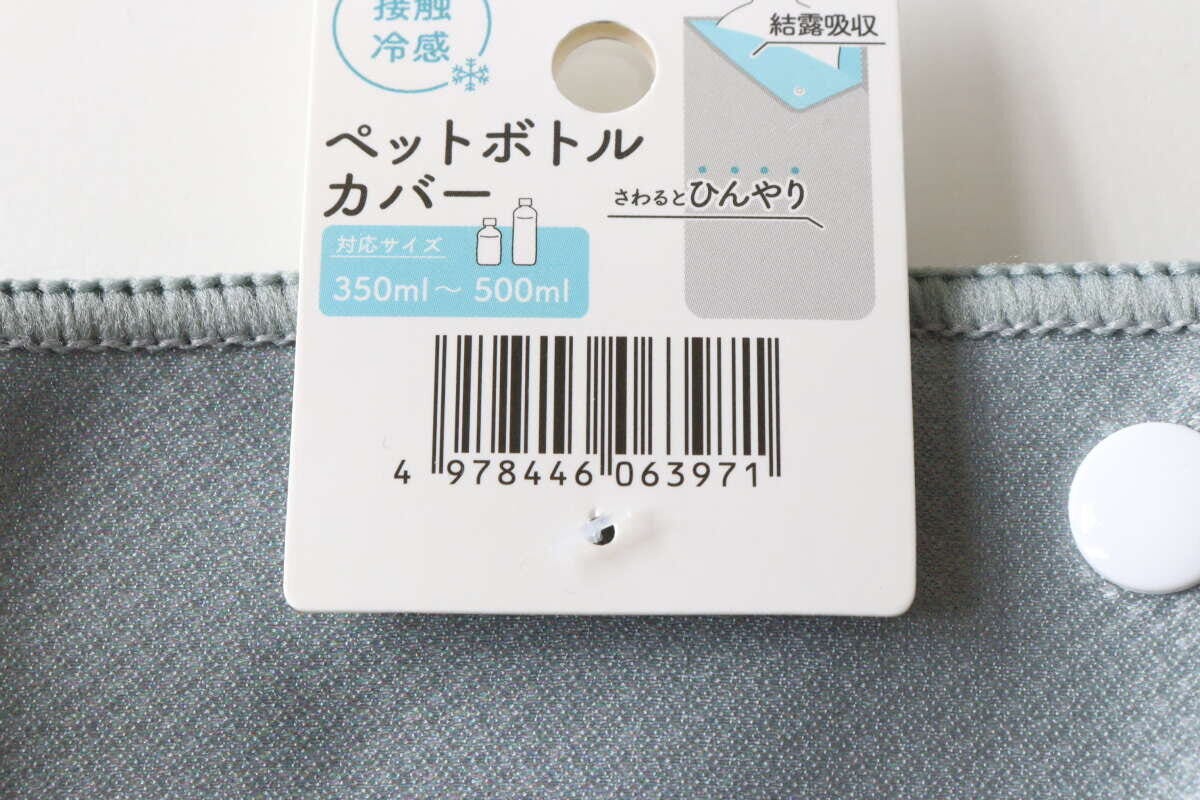 接触
冷感
結露吸収
ペットボトル
カバー
さわるとひんやり
対応サイズ
350ml～500ml
4 978446 063971